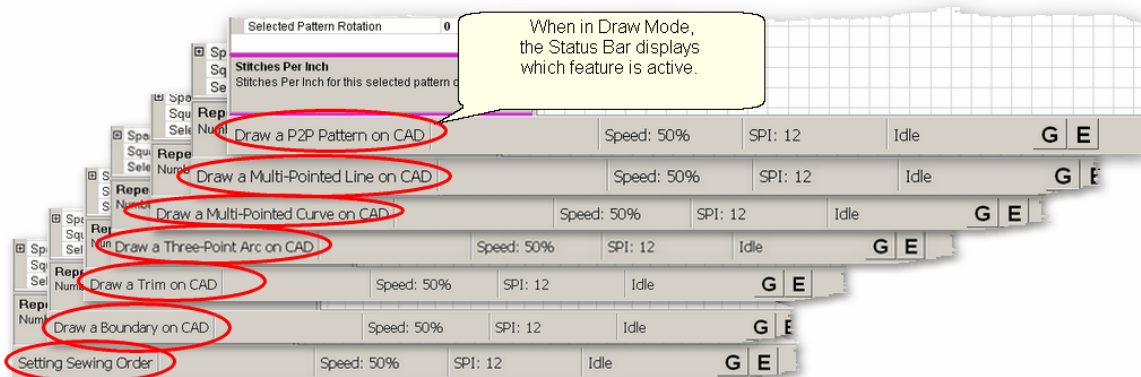 Selected Pattern Rotation 0
When in Draw Mode,
the Status Bar displays
which feature is active.
Stitches Per Inch
Stitches Per Inch for this selected pattern
Draw a P2P Pattern on CAD Speed: 50% SPI: 12 Idle G E
Draw a Multi-Pointed Line on CAD Speed: 50% SPI: 12 Idle G E
Draw a Multi-Pointed Curve on CAD Speed: 50% SPI: 12 Idle G E
Draw a Three-Point Arc on CAD Speed: 50% SPI: 12 Idle G E
Draw a Trim on CAD Speed: 50% SPI: 12 Idle G E
Draw a Boundary on CAD Speed: 50% SPI: 12 Idle G E
Setting Sewing Order Speed: 50% SPI: 12 Idle G E